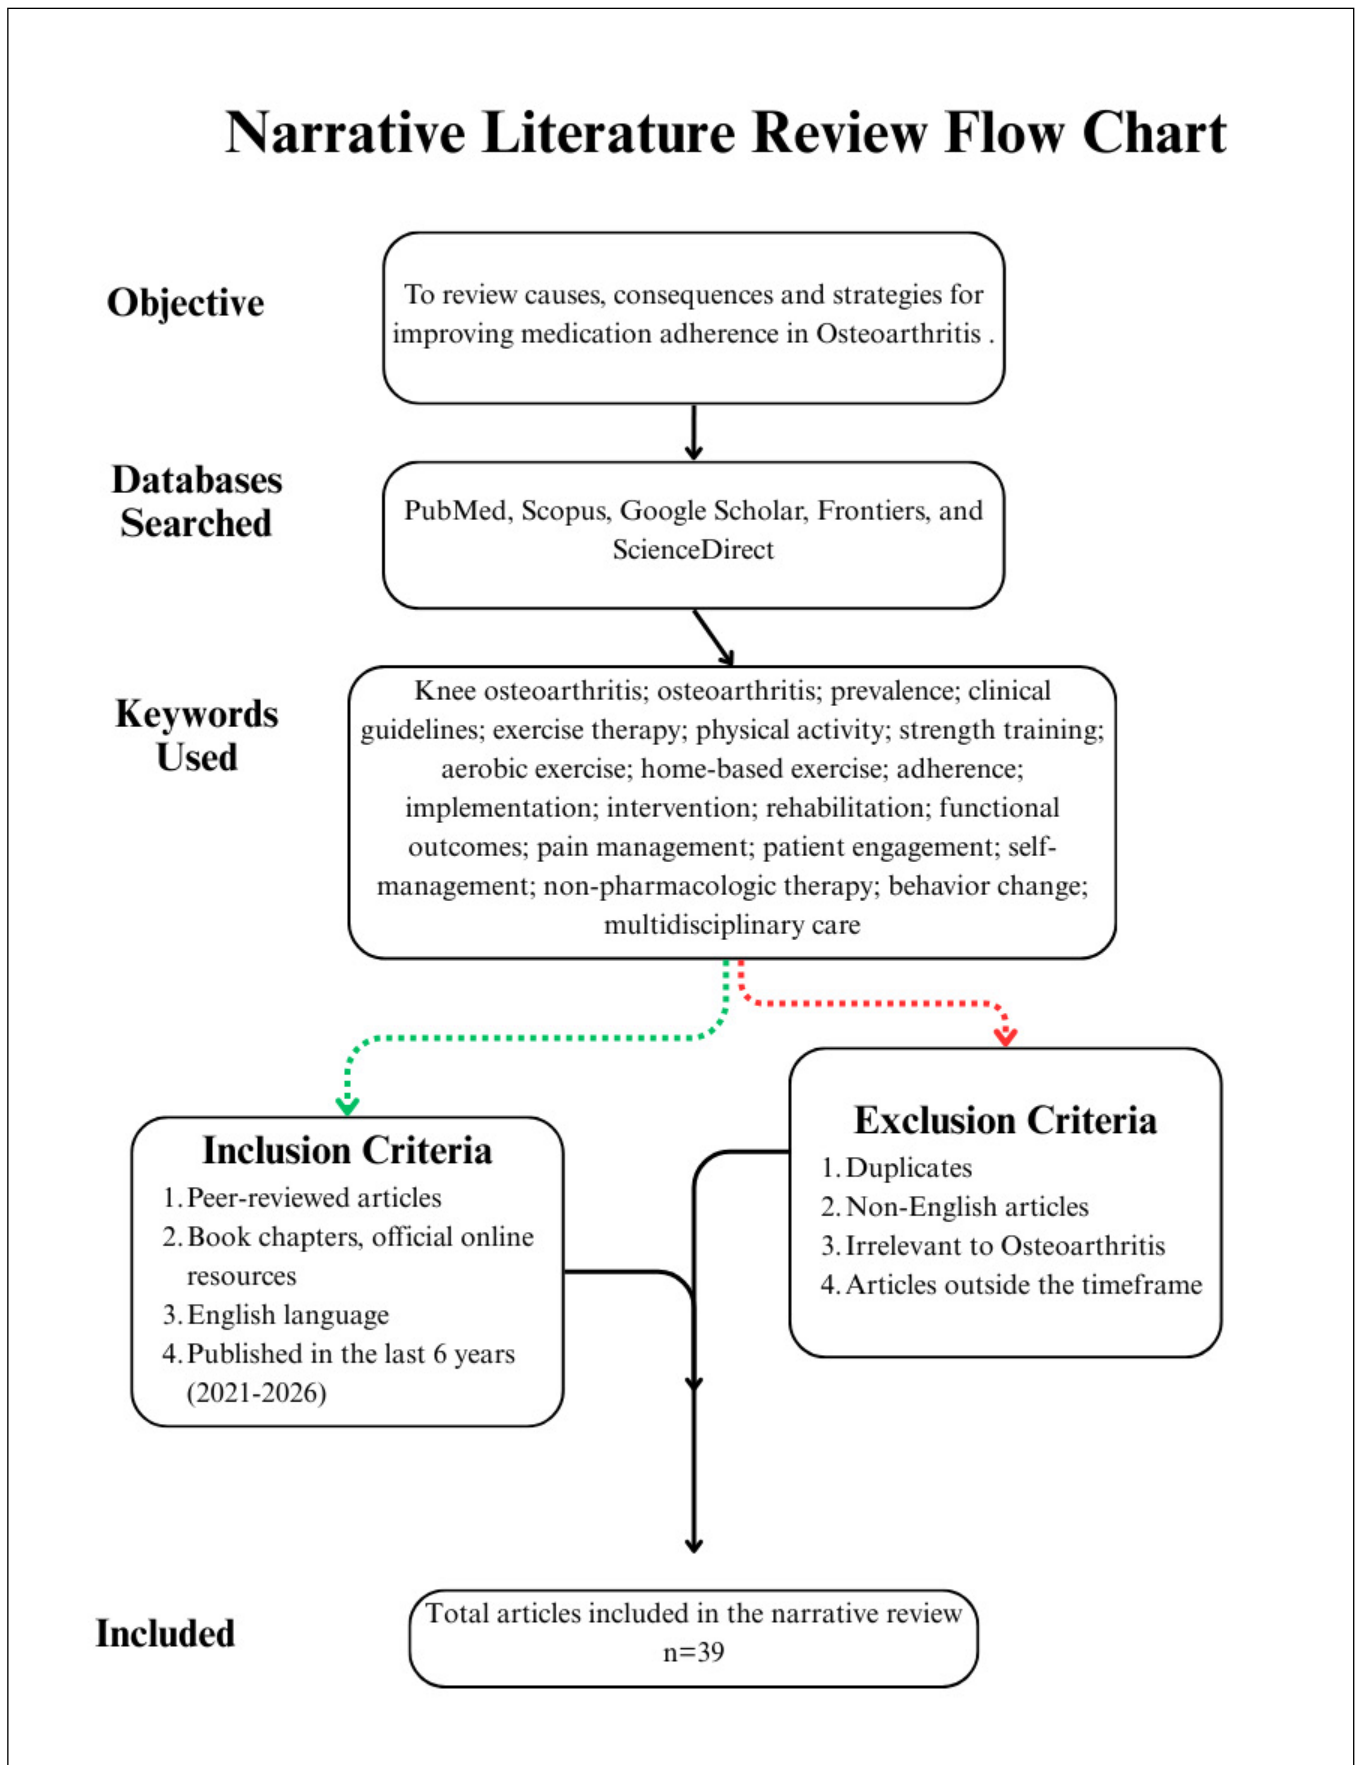 Narrative Literature Review Flow Chart
Objective
To review causes, consequences and strategies for
improving medication adherence in Osteoarthritis .
Databases
Searched
PubMed, Scopus, Google Scholar, Frontiers, and
ScienceDirect
Keywords
Used
Knee osteoarthritis; osteoarthritis; prevalence; clinical
guidelines; exercise therapy; physical activity; strength training;
aerobic exercise; home-based exercise; adherence;
implementation; intervention; rehabilitation; functional
outcomes; pain management; patient engagement; self-
management; non-pharmacologic therapy; behavior change;
multidisciplinary care
Inclusion Criteria
1. Peer-reviewed articles
2. Book chapters, official online
resources
3. English language
4. Published in the last 6 years
(2021-2026)
Exclusion Criteria
1. Duplicates
2. Non-English articles
3. Irrelevant to Osteoarthritis
4. Articles outside the timeframe
Included
Total articles included in the narrative review
n=39